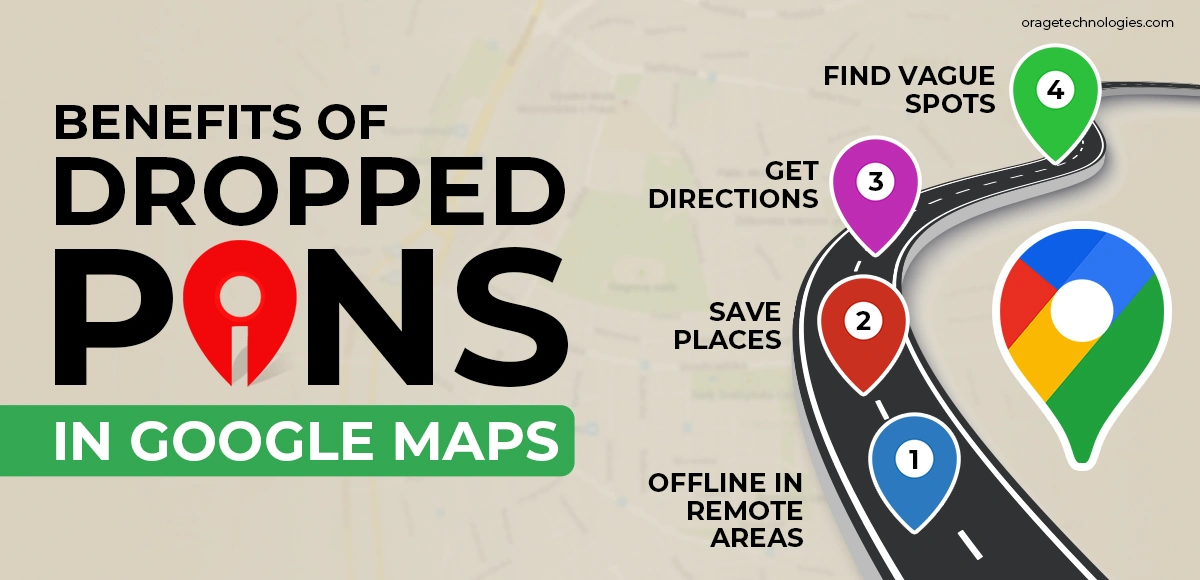 oragetechnologies.com
BENEFITS OF
DROPPED
PINS
IN GOOGLE MAPS
4
FIND VAGUE
SPOTS
3
GET
DIRECTIONS
2
SAVE
PLACES
1
OFFLINE IN
REMOTE
AREAS